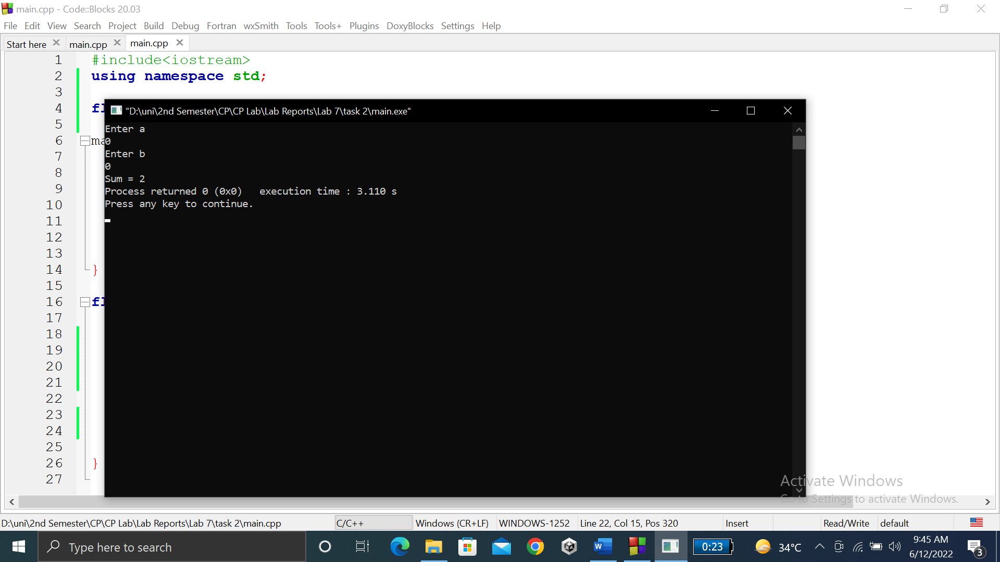 main.cpp - Code::Blocks 20.03
File Edit View Search Project Build Debug Fortran wxSmith Tools Tools+ Plugins DoxyBlocks Settings Help
Start here main.cpp main.cpp
1 #include<iostream>
2 using namespace std;
3
4 fl
5
6 ma
7
8
9
10
11
12
13
14 }
15
16 fl
17
18
19
20
21
22
23
24
25
26 }
27
"D:\uni\2nd Semester\CP\CP Lab\Lab Reports\Lab 7\task 2\main.exe"
Enter a
0
Enter b
0
Sum = 2
Process returned 0 (0x0)   execution time : 3.110 s
Press any key to continue.
Activate Windows
Go to Settings to activate Windows.
D:\uni\2nd Semester\CP\CP Lab\Lab Reports\Lab 7\task 2\main.cpp C/C++ Windows (CR+LF) WINDOWS-1252 Line 22, Col 15, Pos 320 Insert Read/Write default
Type here to search
0:23
34°C
9:45 AM
6/12/2022
3